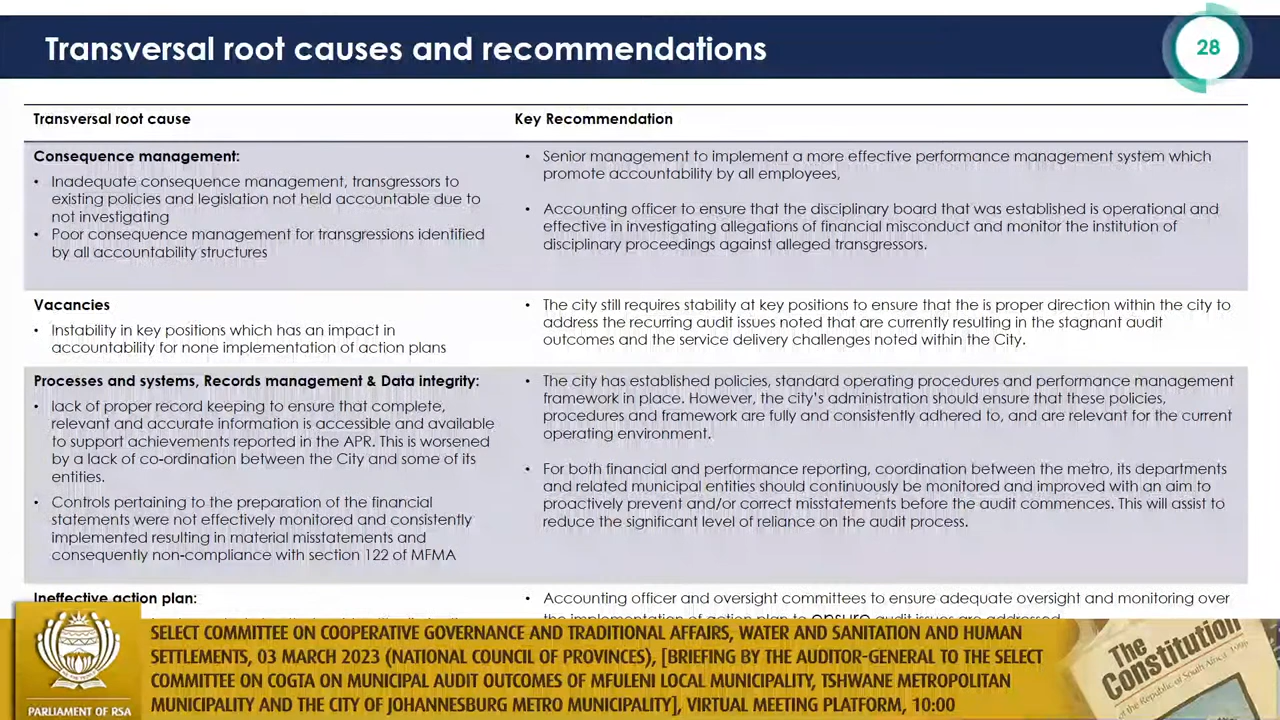 Transversal root causes and recommendations
28
Transversal root cause
Key Recommendation
Consequence management:
• Inadequate consequence management, transgressors to
existing policies and legislation not held accountable due to
not investigating
• Poor consequence management for transgressions identified
by all accountability structures
• Senior management to implement a more effective performance management system which
promote accountability by all employees,
• Accounting officer to ensure that the disciplinary board that was established is operational and
effective in investigating allegations of financial misconduct and monitor the institution of
disciplinary proceedings against alleged transgressors.
Vacancies
• Instability in key positions which has an impact in
accountability for none implementation of action plans
• The city still requires stability at key positions to ensure that the is proper direction within the city to
address the recurring audit issues noted that are currently resulting in the stagnant audit
outcomes and the service delivery challenges noted within the City.
Processes and systems, Records management & Data integrity:
• lack of proper record keeping to ensure that complete,
relevant and accurate information is accessible and available
to support achievements reported in the APR. This is worsened
by a lack of co-ordination between the City and some of its
entities.
• Controls pertaining to the preparation of the financial
statements were not effectively monitored and consistently
implemented resulting in material misstatements and
consequently non-compliance with section 122 of MFMA
• The city has established policies, standard operating procedures and performance management
framework in place. However, the city's administration should ensure that these policies,
procedures and framework are fully and consistently adhered to, and are relevant for the current
operating environment.
• For both financial and performance reporting, coordination between the metro, its departments
and related municipal entities should continuously be monitored and improved with an aim to
proactively prevent and/or correct misstatements before the audit commences. This will assist to
reduce the significant level of reliance on the audit process.
Ineffective action plan:
• Accounting officer and oversight committees to ensure adequate oversight and monitoring over
the implementation of action plan to ensure audit issues are addressed
SELECT COMMITTEE ON COOPERATIVE GOVERNANCE AND TRADITIONAL AFFAIRS, WATER AND SANITATION AND HUMAN
SETTLEMENTS, 03 MARCH 2023 (NATIONAL COUNCIL OF PROVINCES), [BRIEFING BY THE AUDITOR-GENERAL TO THE SELECT
COMMITTEE ON COGTA ON MUNICIPAL AUDIT OUTCOMES OF MFULENI LOCAL MUNICIPALITY, TSHWANE METROPOLITAN
MUNICIPALITY AND THE CITY OF JOHANNESBURG METRO MUNICIPALITY], VIRTUAL MEETING PLATFORM, 10:00
PARLIAMENT OF RSA
The
Constitution
of the Republic of South Africa, 1996